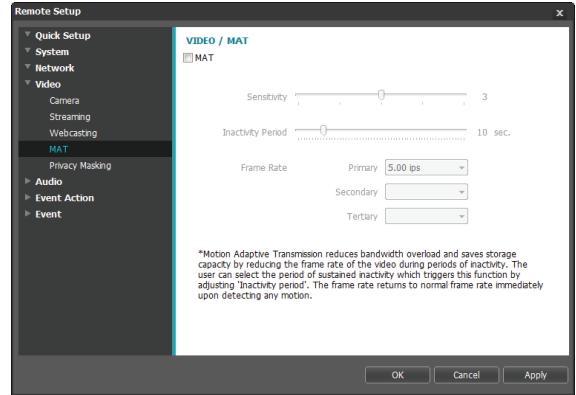 Remote Setup
x
Quick Setup
System
Network
Video
Camera
Streaming
Webcasting
MAT
Privacy Masking
Audio
Event Action
Event
VIDEO / MAT
MAT
Sensitivity 3
Inactivity Period 10 sec.
Frame Rate Primary 5.00 ips
Secondary
Tertiary
*Motion Adaptive Transmission reduces bandwidth overload and saves storage
capacity by reducing the frame rate of the video during periods of inactivity. The
user can select the period of sustained inactivity which triggers this function by
adjusting 'Inactivity period'. The frame rate returns to normal frame rate immediately
upon detecting any motion.
OK Cancel Apply